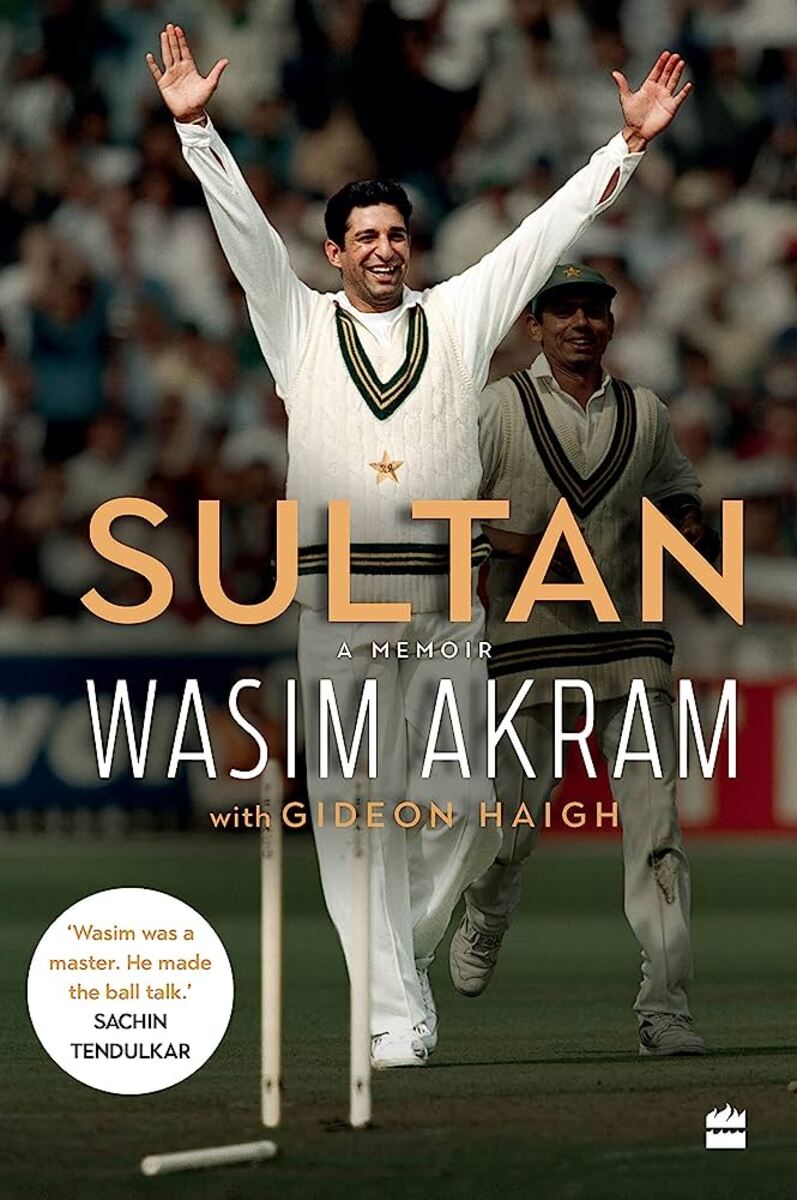 SULTAN
A MEMOIR
WASIM AKRAM
with GIDEON HAIGH
‘Wasim was a
master. He made
the ball talk.’
SACHIN
TENDULKAR